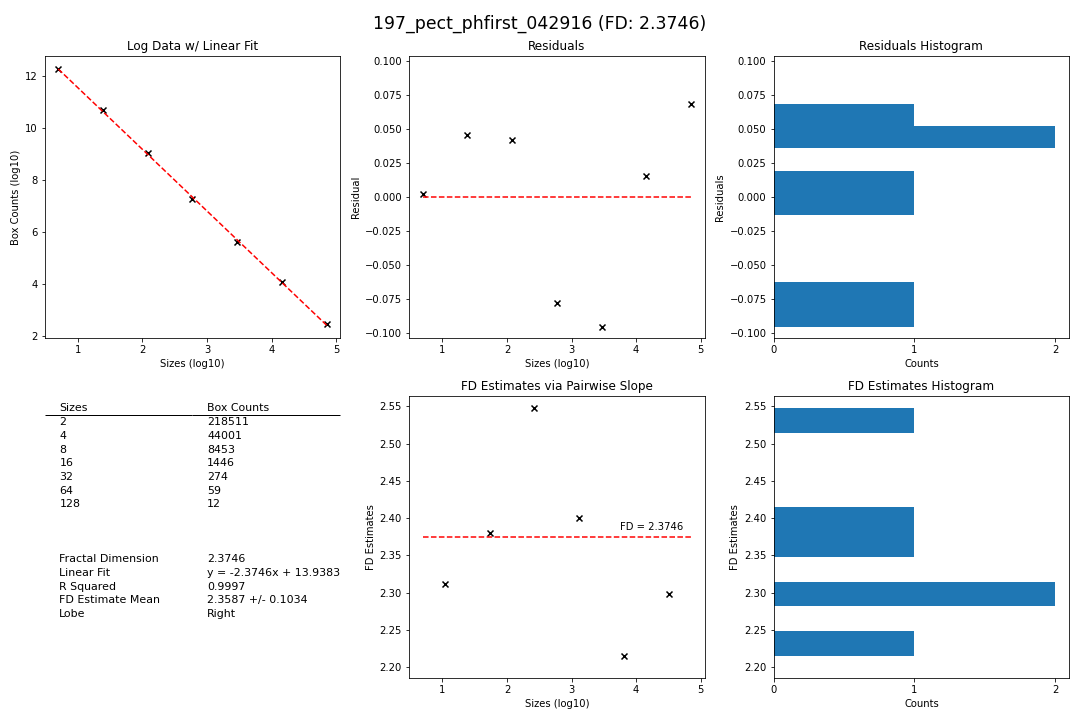 197_pect_phfirst_042916 (FD: 2.3746)
Log Data w/ Linear Fit
Box Counts (log10)
12
10
8
6
4
2
1 2 3 4 5
Sizes (log10)
Residuals
Residual
0.100
0.075
0.050
0.025
0.000
−0.025
−0.050
−0.075
−0.100
1 2 3 4 5
Sizes (log10)
Residuals Histogram
Residuals
0.100
0.075
0.050
0.025
0.000
−0.025
−0.050
−0.075
−0.100
0 1 2
Counts
Sizes Box Counts
2 218511
4 44001
8 8453
16 1446
32 274
64 59
128 12
Fractal Dimension 2.3746
Linear Fit y = -2.3746x + 13.9383
R Squared 0.9997
FD Estimate Mean 2.3587 +/- 0.1034
Lobe Right
FD Estimates via Pairwise Slope
FD Estimates
2.55
2.50
2.45
2.40
2.35
2.30
2.25
2.20
FD = 2.3746
1 2 3 4 5
Sizes (log10)
FD Estimates Histogram
FD Estimates
2.55
2.50
2.45
2.40
2.35
2.30
2.25
2.20
0 1 2
Counts